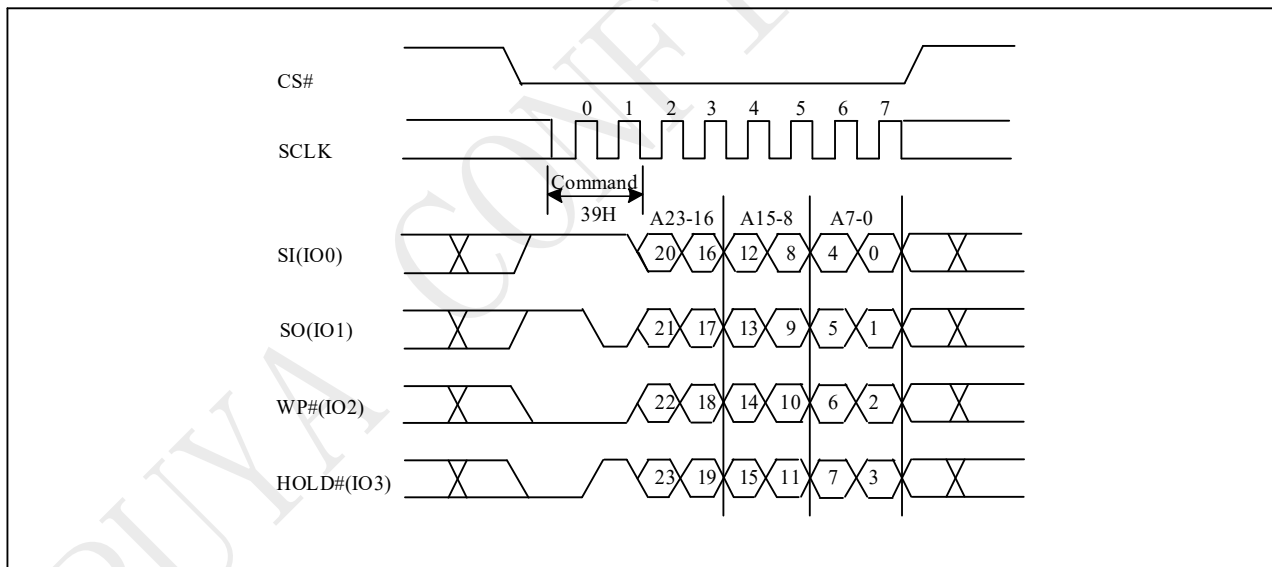 PUYA CONF
CS#
0 1 2 3 4 5 6 7
SCLK
Command
39H
A23-16 A15-8 A7-0
SI(IO0) 20 16 12 8 4 0
SO(IO1) 21 17 13 9 5 1
WP#(IO2) 22 18 14 10 6 2
HOLD#(IO3) 23 19 15 11 7 3